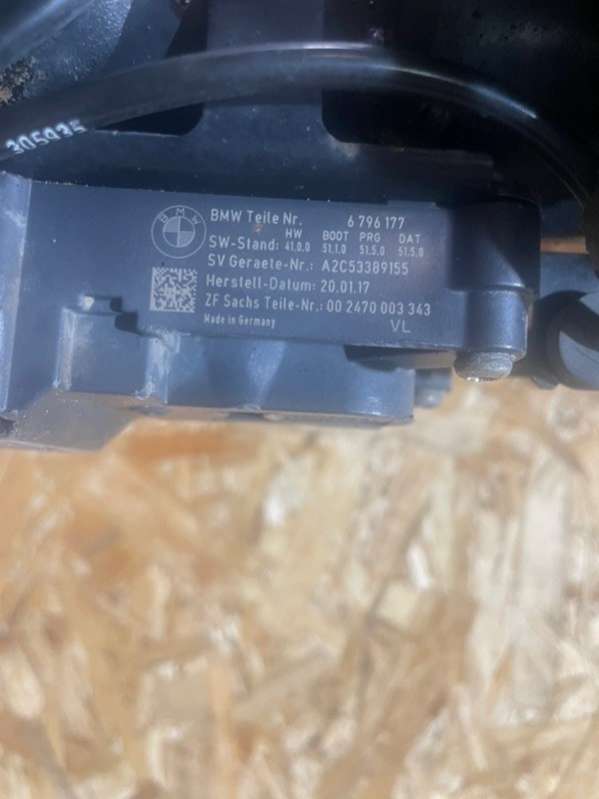 305935
BMW
BMW Teile Nr. 6 796 177
HW BOOT PRG DAT
SW-Stand: 41.0.0 51.1.0 51.5.0 51.5.0
SV Geraete-Nr.: A2C53389155
Herstell-Datum: 20.01.17
ZF Sachs Teile-Nr.: 00 2470 003 343
Made in Germany
VL